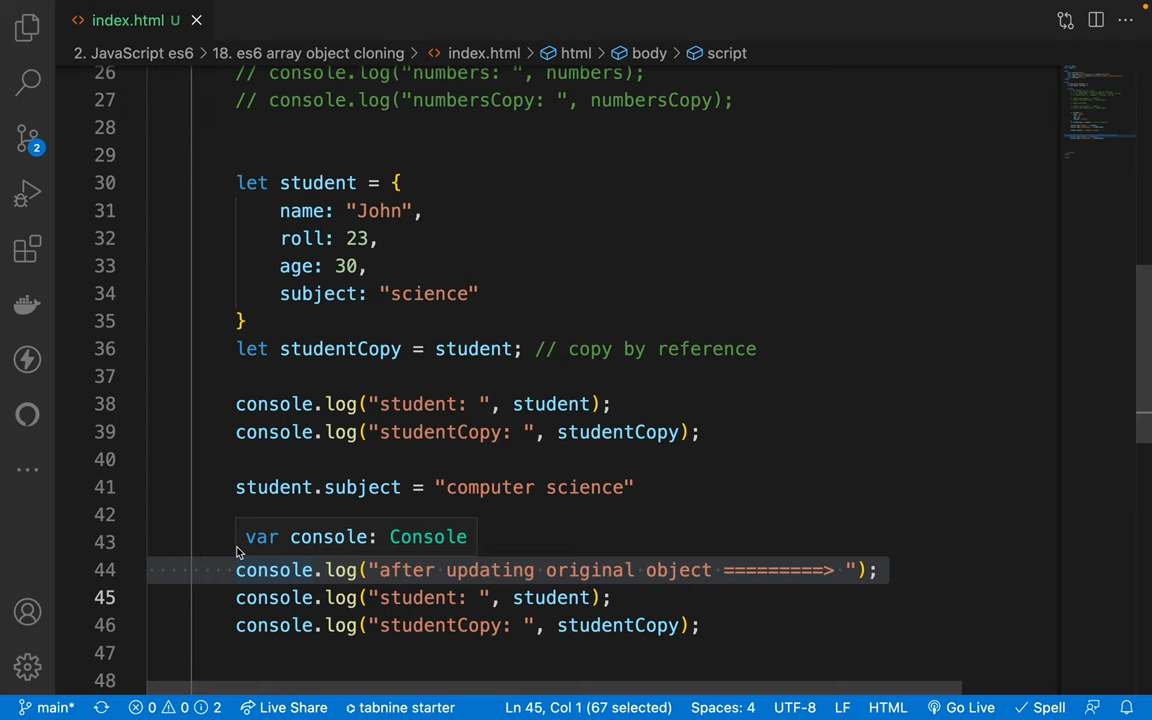 index.html U
2. JavaScript es6 > 18. es6 array object cloning > index.html > html > body > script
26 // console.log("numbers: ", numbers);
27 // console.log("numbersCopy: ", numbersCopy);
28
29
30 let student = {
31 name: "John",
32 roll: 23,
33 age: 30,
34 subject: "science"
35 }
36 let studentCopy = student; // copy by reference
37
38 console.log("student: ", student);
39 console.log("studentCopy: ", studentCopy);
40
41 student.subject = "computer science"
42
var console: Console
43
44 console.log("after updating original object =========> ");
45 console.log("student: ", student);
46 console.log("studentCopy: ", studentCopy);
47
48
2
main* 0 0 2 Live Share tabnine starter Ln 45, Col 1 (67 selected) Spaces: 4 UTF-8 LF HTML Go Live Spell